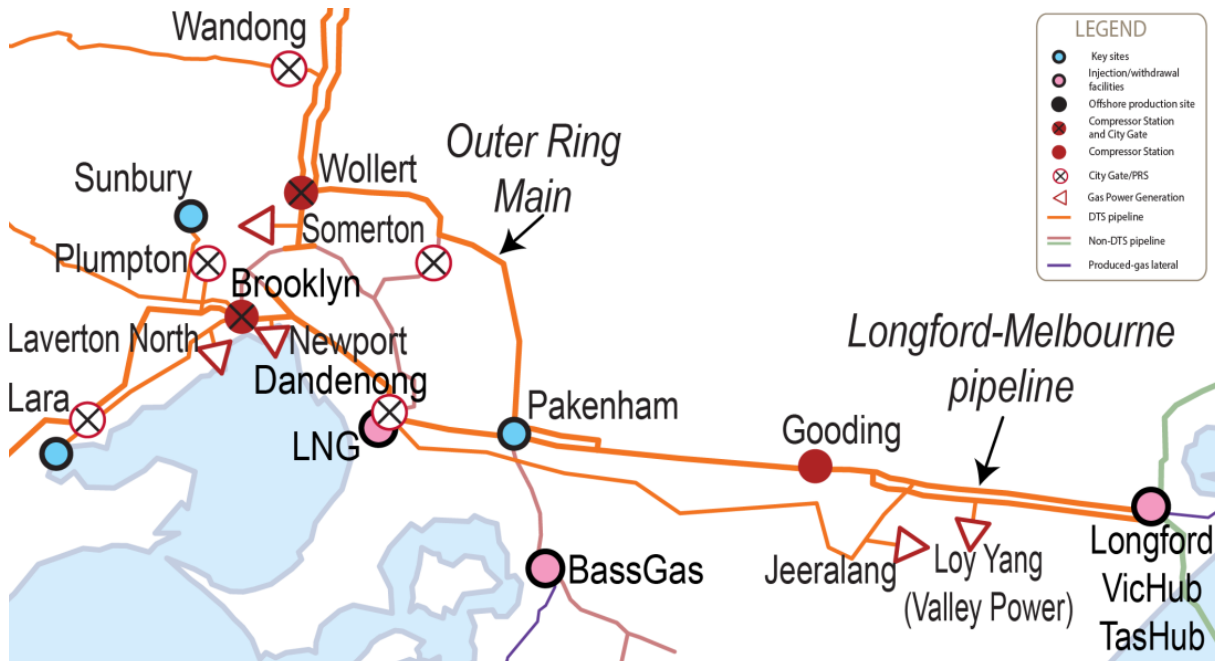 Wandong
Outer Ring
Main
Wollert
Sunbury
Somerton
Plumpton
Brooklyn
Laverton North
Newport
Dandenong
Lara
LNG
Pakenham
Gooding
Longford-Melbourne
pipeline
BassGas
Jeeralang
Loy Yang
(Valley Power)
Longford
VicHub
TasHub
LEGEND
Key sites
Injection/withdrawal
facilities
Offshore production site
Compressor Station
and City Gate
Compressor Station
City Gate/PRS
Gas Power Generation
DTS pipeline
Non-DTS pipeline
Produced-gas lateral